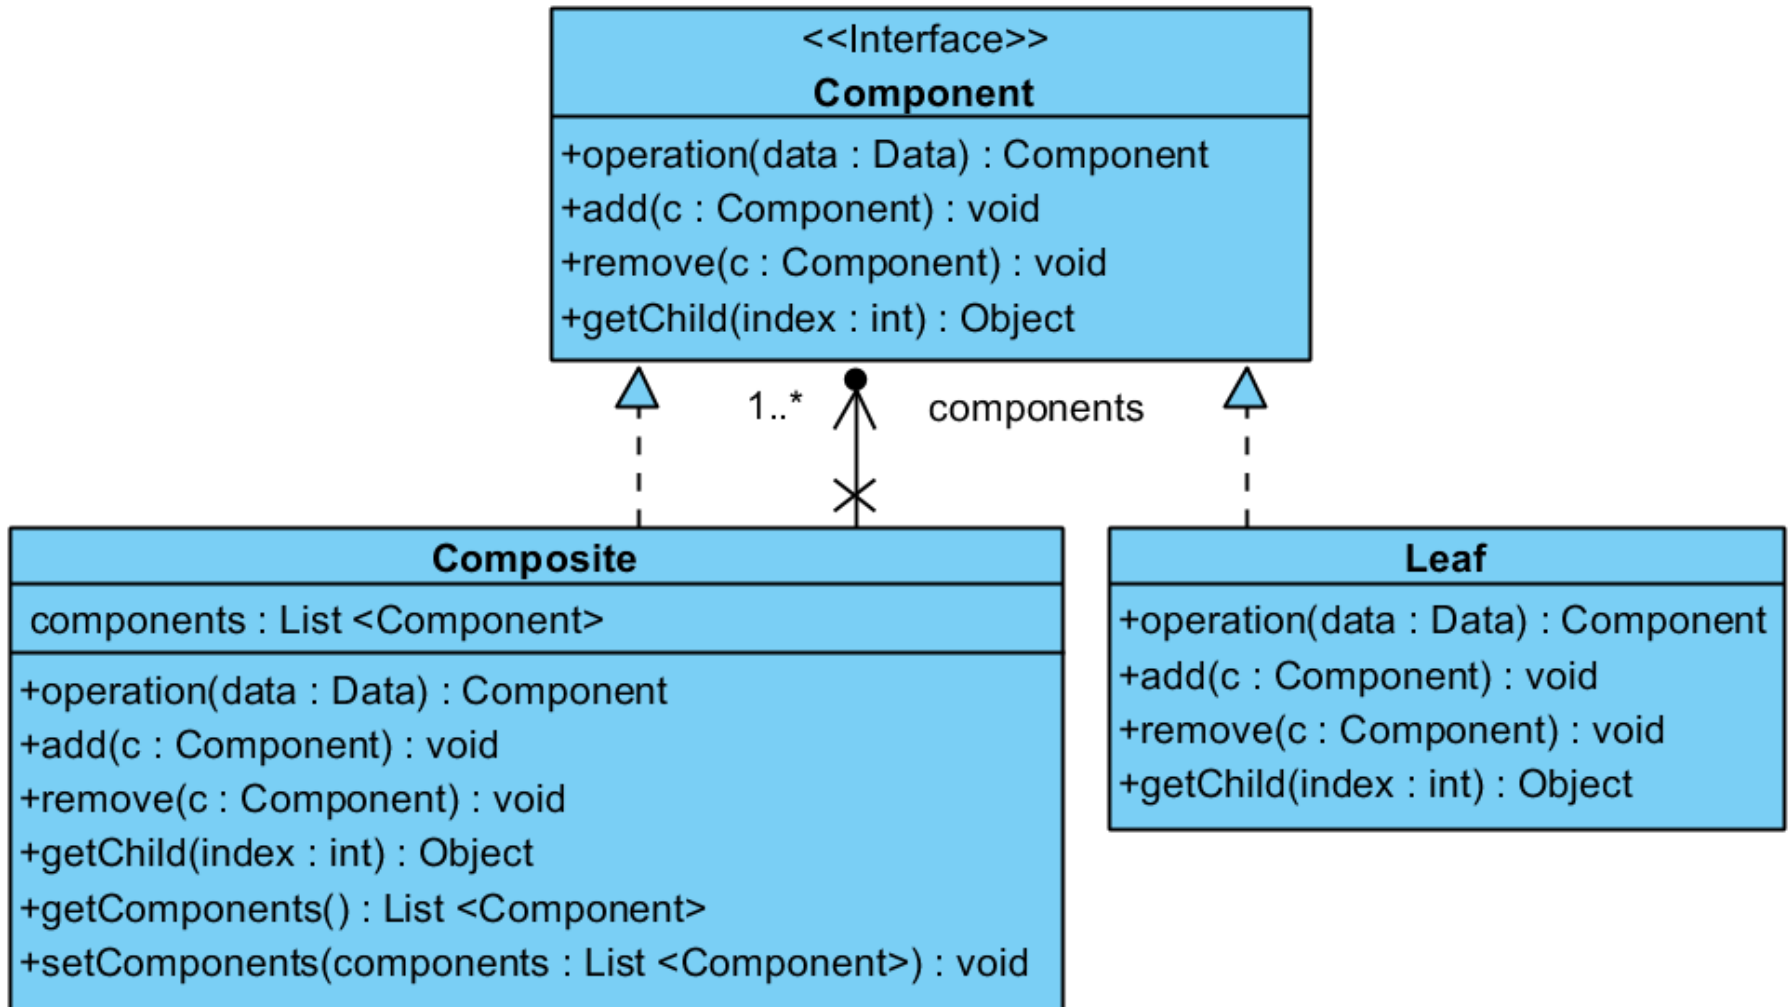 <<Interface>>
Component
+operation(data : Data) : Component
+add(c : Component) : void
+remove(c : Component) : void
+getChild(index : int) : Object
1..*
components
Composite
components : List <Component>
+operation(data : Data) : Component
+add(c : Component) : void
+remove(c : Component) : void
+getChild(index : int) : Object
+getComponents() : List <Component>
+setComponents(components : List <Component>) : void
Leaf
+operation(data : Data) : Component
+add(c : Component) : void
+remove(c : Component) : void
+getChild(index : int) : Object